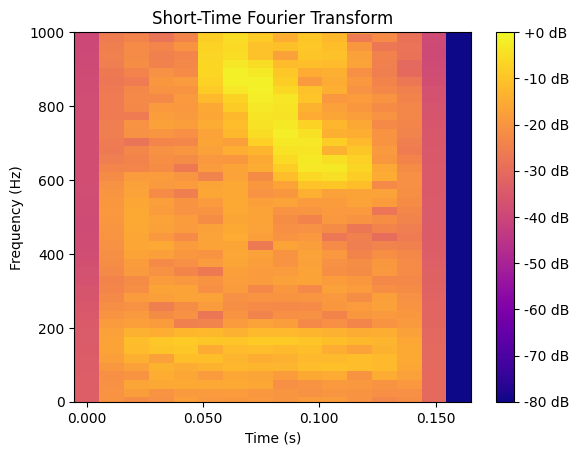 Short-Time Fourier Transform
1000
800
600
400
200
0
Frequency (Hz)
0.000
0.050
0.100
0.150
Time (s)
+0 dB
-10 dB
-20 dB
-30 dB
-40 dB
-50 dB
-60 dB
-70 dB
-80 dB